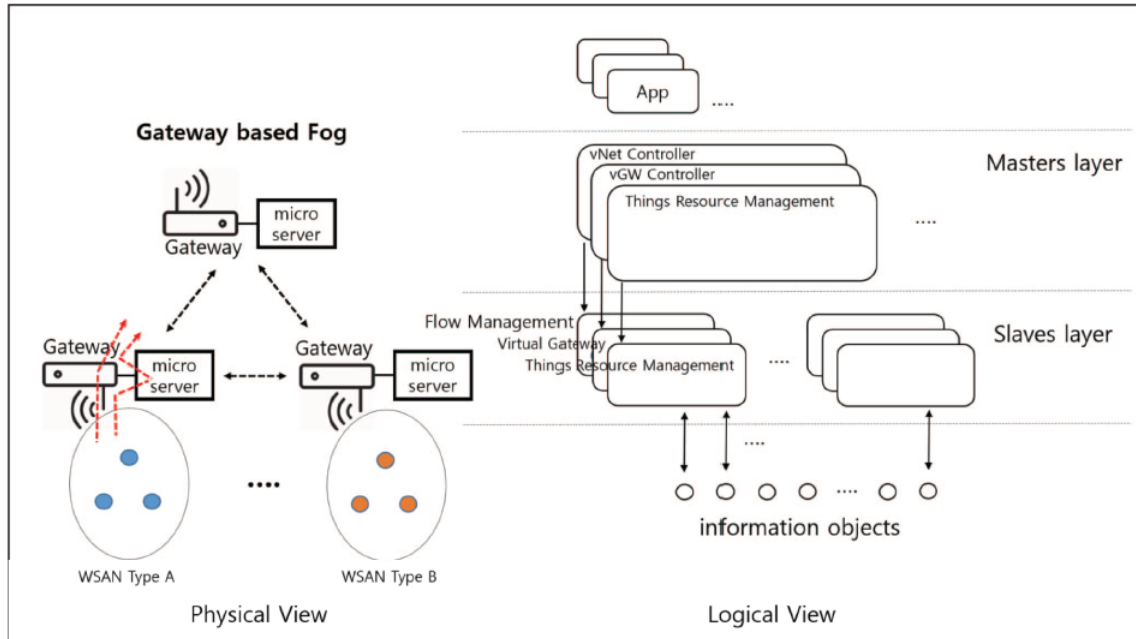 Gateway based Fog
micro
server
Gateway
Gateway
micro
server
Gateway
micro
server
....
WSAN Type A
WSAN Type B
Physical View
App
....
Masters layer
vNet Controller
vGW Controller
Things Resource Management
....
Slaves layer
Flow Management
Virtual Gateway
Things Resource Management
....
....
....
information objects
Logical View